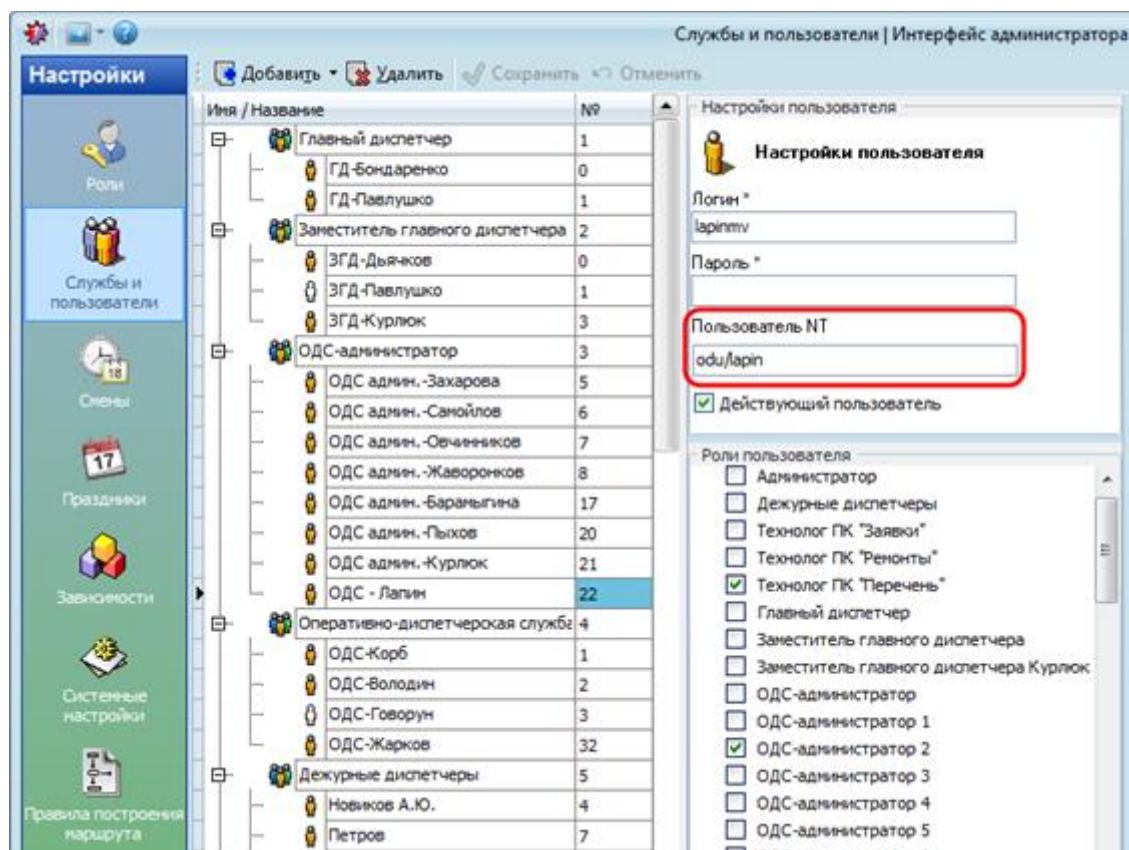 Службы и пользователи | Интерфейс администратора
Настройки
Добавить
Удалить
Сохранить
Отменить
Роли
Службы и
пользователи
Смены
18
17
Праздники
Зависимости
Системные
настройки
Правила построения
маршрута
Имя / Название №
Главный диспетчер 1
ГД-Бондаренко 0
ГД-Павлушко 1
Заместитель главного диспетчера 2
ЗГД-Дьячков 0
ЗГД-Павлушко 1
ЗГД-Курлюк 3
ОДС-администратор 3
ОДС админ.-Захарова 5
ОДС админ.-Самойлов 6
ОДС админ.-Овчинников 7
ОДС админ.-Жаворонков 8
ОДС админ.-Барамыгина 17
ОДС админ.-Пыхов 20
ОДС админ.-Курлюк 21
ОДС - Лапин 22
Оперативно-диспетчерская служба 4
ОДС-Корб 1
ОДС-Володин 2
ОДС-Говорун 3
ОДС-Жарков 32
Дежурные диспетчеры 5
Новиков А.Ю. 4
Петров 7
Настройки пользователя
Настройки пользователя
Логин *
lapinmv
Пароль *
Пользователь NT
odu/lapin
Действующий пользователь
Роли пользователя
Администратор
Дежурные диспетчеры
Технолог ПК "Заявки"
Технолог ПК "Ремонты"
Технолог ПК "Перечень"
Главный диспетчер
Заместитель главного диспетчера
Заместитель главного диспетчера Курлюк
ОДС-администратор
ОДС-администратор 1
ОДС-администратор 2
ОДС-администратор 3
ОДС-администратор 4
ОДС-администратор 5